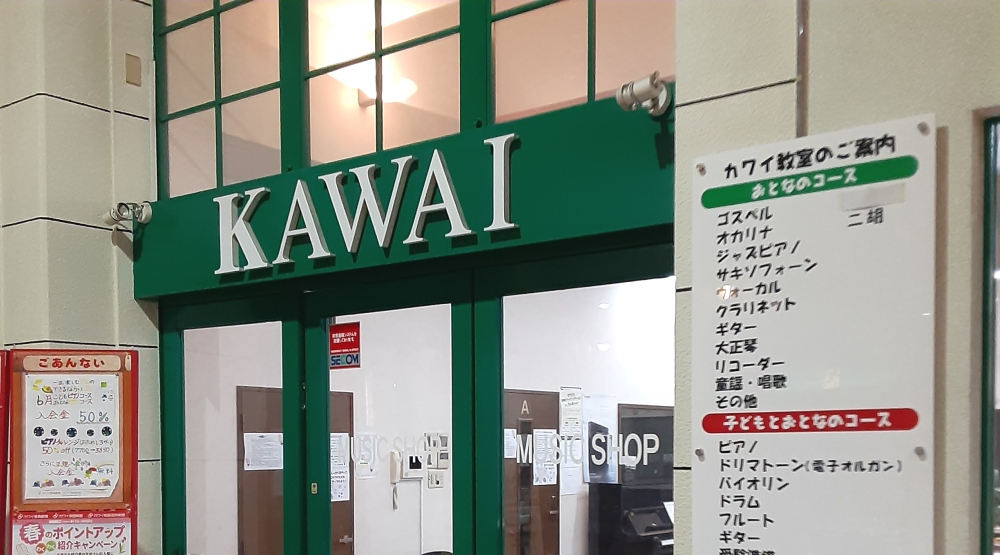 KAWAI
SECOM
MUSIC SHOP
A
MUSIC SHOP
カワイ教室のご案内
おとなのコース
ゴスペル
二胡
オカリナ
ジャズピアノ
サキソフォーン
ヴォーカル
クラリネット
ギター
大正琴
リコーダー
童謡・唱歌
その他
子どもとおとなのコース
ピアノ
ドリマトーン(電子オルガン)
バイオリン
ドラム
フルート
ギター
ごあんない
6月
入会金 50%
春のポイントアップ
紹介キャンペーン